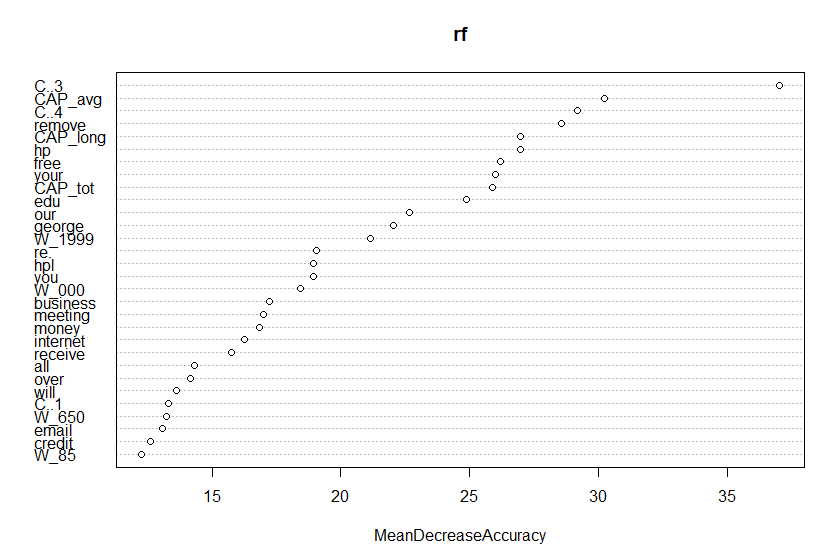 rf
C..3
CAP_avg
C..4
remove
CAP_long
hp
free
your
CAP_tot
edu
our
george
W_1999
re.
hpl
you
W_000
business
meeting
money
internet
receive
all
over
will
C..1
W_650
email
credit
W_85
15 20 25 30 35
MeanDecreaseAccuracy